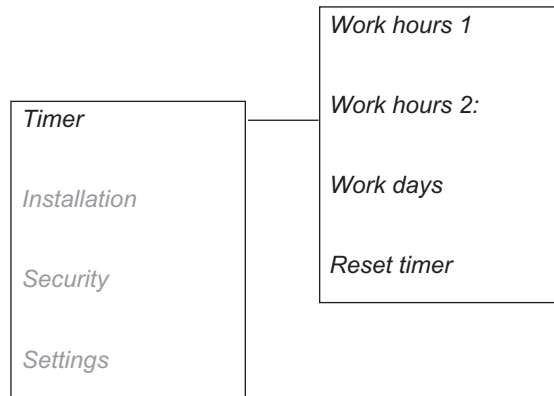 Timer
Installation
Security
Settings
Work hours 1
Work hours 2:
Work days
Reset timer